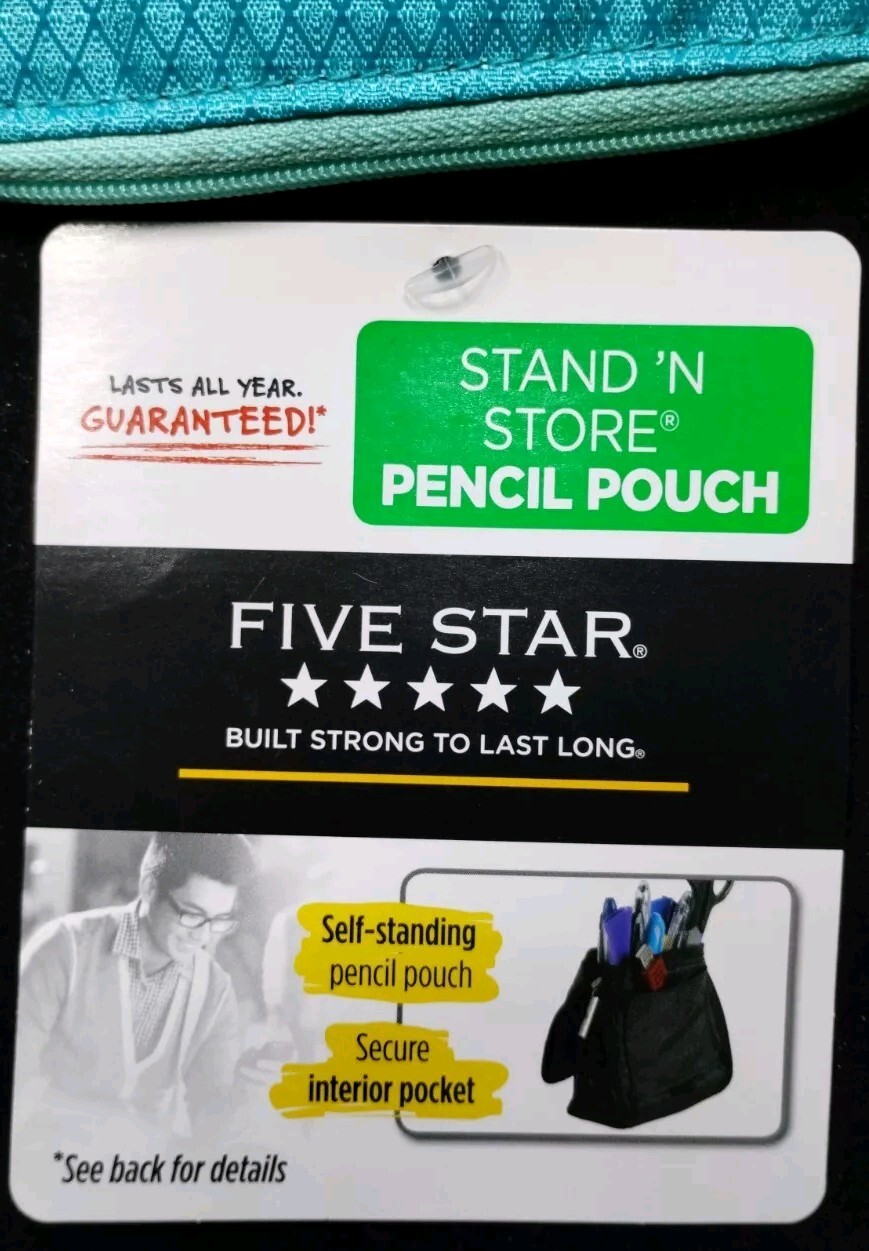 LASTS ALL YEAR.
GUARANTEED!*
STAND ’N
STORE®
PENCIL POUCH
FIVE STAR®
★★★★★
BUILT STRONG TO LAST LONG®
Self-standing
pencil pouch
Secure
interior pocket
*See back for details